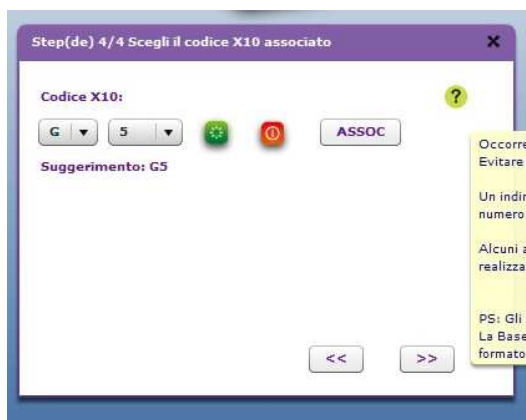 Step(de) 4/4 Scegli il codice X10 associato
Codice X10:
?
G 5 ASSOC
Suggerimento: G5
Occorre
Evitare
Un indir
numero
Alcuni a
realizza
PS: Gli
La Base
formato
<< >>